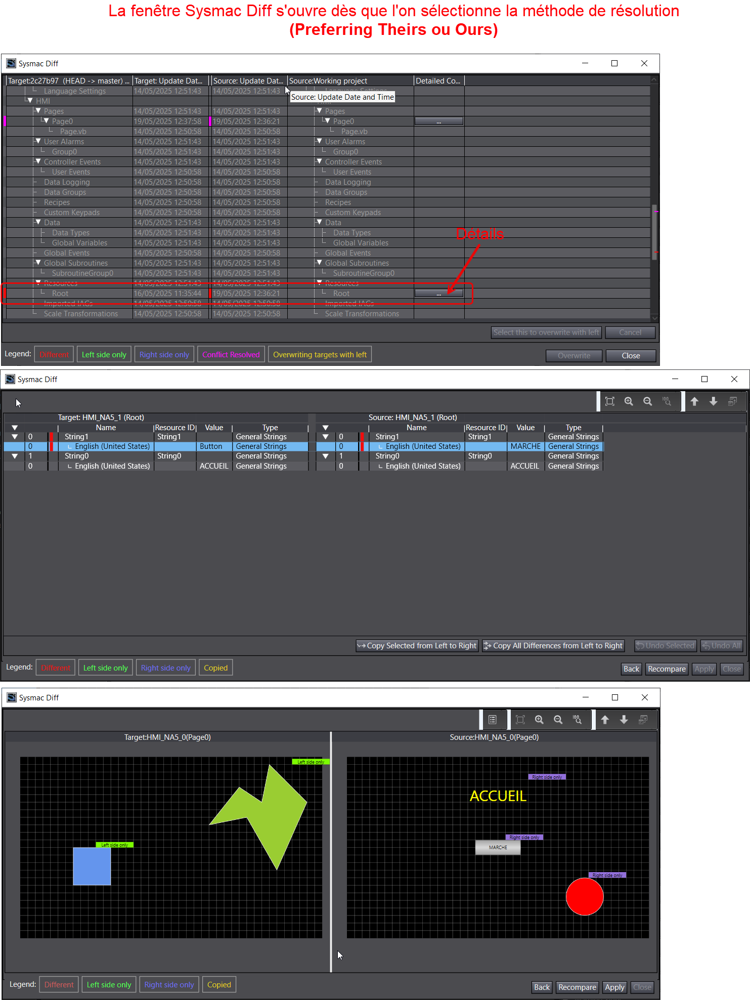 La fenêtre Sysmac Diff s'ouvre dès que l'on sélectionne la méthode de résolution
(Preferring Theirs ou Ours)
Sysmac Diff
Target:2c27b97 (HEAD -> master) ... Target: Update Dat... Source: Update Dat... Source:Working project Detailed Co...
Language Settings 14/05/2025 12:51:43 14/05/2025 12:51:43 Language Settings
Source: Update Date and Time
HMI
Pages 14/05/2025 12:51:43 14/05/2025 12:51:43 Pages
Page0 19/05/2025 12:37:58 19/05/2025 12:36:21 Page0 ...
Page.vb 14/05/2025 12:50:58 14/05/2025 12:50:58 Page.vb
User Alarms 14/05/2025 12:51:43 14/05/2025 12:51:43 User Alarms
Group0 14/05/2025 12:51:43 14/05/2025 12:51:43 Group0
Controller Events 14/05/2025 12:51:43 14/05/2025 12:51:43 Controller Events
User Events 14/05/2025 12:50:58 14/05/2025 12:50:58 User Events
Data Logging 14/05/2025 12:50:58 14/05/2025 12:50:58 Data Logging
Data Groups 14/05/2025 12:50:58 14/05/2025 12:50:58 Data Groups
Recipes 14/05/2025 12:50:58 14/05/2025 12:50:58 Recipes
Custom Keypads 14/05/2025 12:50:58 14/05/2025 12:50:58 Custom Keypads
Data 14/05/2025 12:51:43 14/05/2025 12:51:43 Data
Data Types 14/05/2025 12:51:43 14/05/2025 12:51:43 Data Types
Détails
Global Variables 14/05/2025 12:51:43 14/05/2025 12:51:43 Global Variables
Global Events 14/05/2025 12:50:58 14/05/2025 12:50:58 Global Events
Global Subroutines 14/05/2025 12:51:43 14/05/2025 12:51:43 Global Subroutines
SubroutineGroup0 14/05/2025 12:51:43 14/05/2025 12:51:43 SubroutineGroup0
Resources 14/05/2025 12:51:43 14/05/2025 12:51:43 Resources
Root 16/05/2025 11:35:44 19/05/2025 12:36:21 Root ...
Imported IAGs 14/05/2025 12:50:58 14/05/2025 12:50:58 Imported IAGs
Scale Transformations 14/05/2025 12:50:58 14/05/2025 12:50:58 Scale Transformations
Select this to overwrite with left Cancel
Legend: Different Left side only Right side only Conflict Resolved Overwriting targets with left Overwrite Close
Sysmac Diff
100
Target: HMI_NA5_1 (Root) Source: HMI_NA5_1 (Root)
Name Resource ID Value Type Name Resource ID Value Type
0 String1 String1 General Strings 0 String1 String1 General Strings
0 English (United States) Button General Strings 0 English (United States) MARCHE General Strings
1 String0 String0 General Strings 1 String0 String0 General Strings
0 English (United States) ACCUEIL General Strings 0 English (United States) ACCUEIL General Strings
Copy Selected from Left to Right Copy All Differences from Left to Right Undo Selected Undo All
Legend: Different Left side only Right side only Copied Back Recompare Apply Close
Sysmac Diff
100
Target:HMI_NA5_0(Page0) Source:HMI_NA5_0(Page0)
Left side only
Right side only
ACCUEIL
Right side only
Left side only
MARCHE
Right side only
Legend: Different Left side only Right side only Copied Back Recompare Apply Close